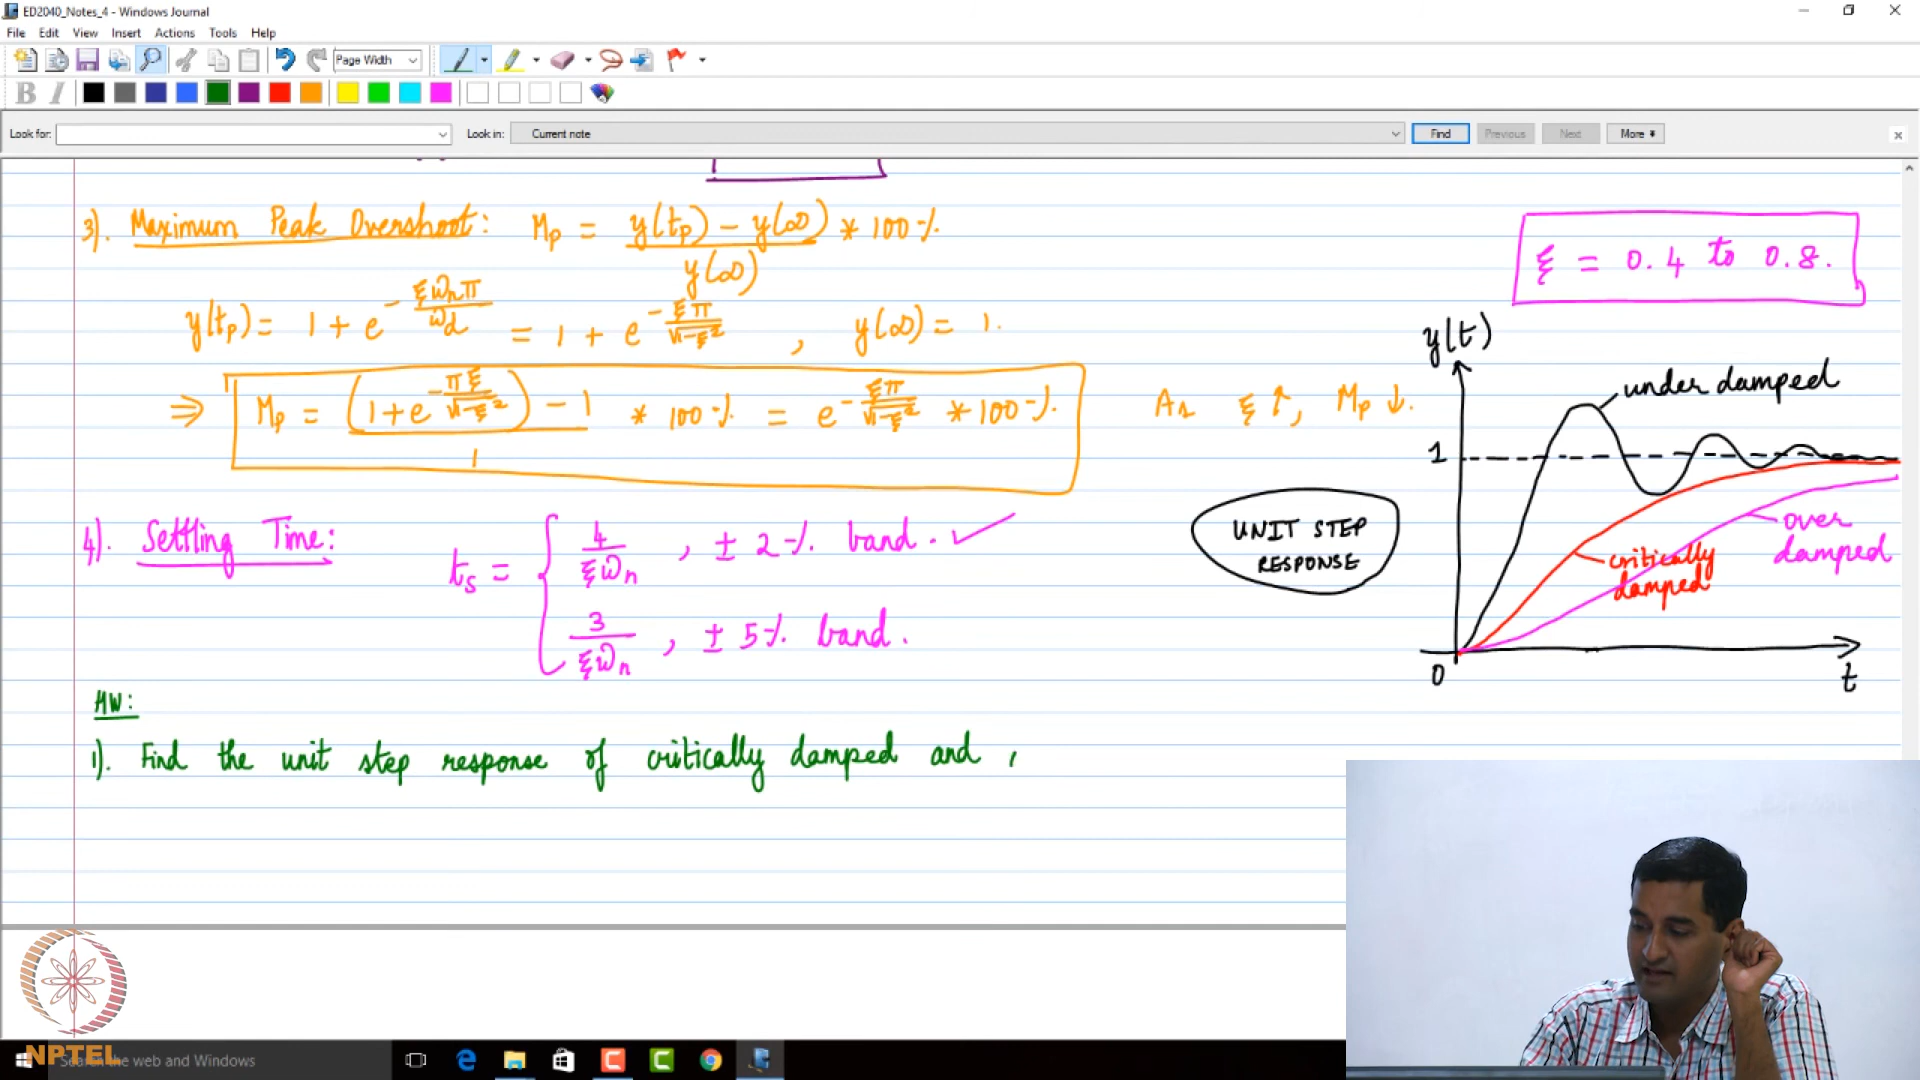 ED2040_Notes_4 - Windows Journal
File Edit View Insert Actions Tools Help
Page Width
B I
Look for: Look in: Current note Find Previous Next More
3). Maximum Peak Overshoot: Mp = y(tp) - y(∞) / y(∞) * 100 %
y(tp) = 1 + e^(-ξωnπ/ωd) = 1 + e^(-ξπ/√(1-ξ²)), y(∞) = 1.
⇒ Mp = (1+e^(-πξ/√(1-ξ²))) - 1 / 1 * 100 % = e^(-ξπ/√(1-ξ²)) * 100 %. As ξ ↑, Mp ↓.
4). Settling Time: ts = { 4/ξωn, ± 2 % band. ✓
3/ξωn, ± 5 % band.
HW:
1). Find the unit step response of critically damped and
ξ = 0.4 to 0.8.
y(t)
under damped
1
over
damped
critically
damped
0
t
UNIT STEP
RESPONSE
NPTEL
Search the web and Windows